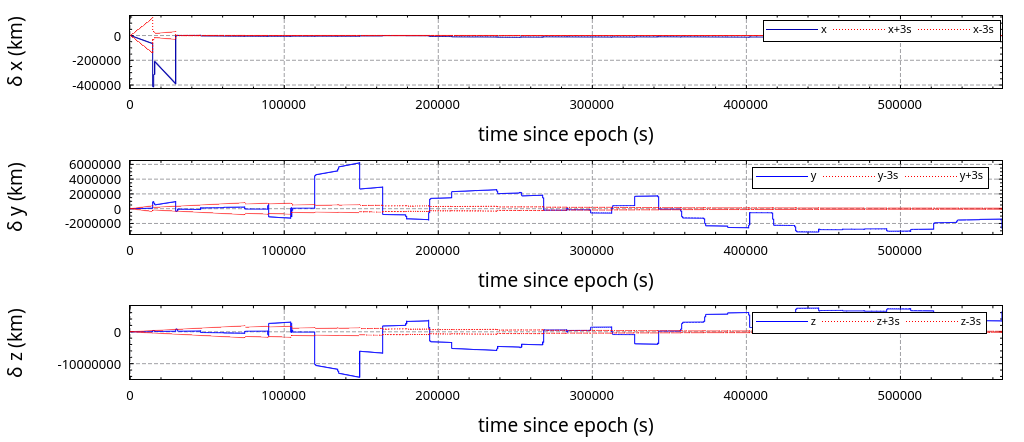 δ x (km)
0
-200000
-400000
x x+3s x-3s
0 100000 200000 300000 400000 500000
time since epoch (s)
δ y (km)
6000000
4000000
2000000
0
-2000000
y y-3s y+3s
0 100000 200000 300000 400000 500000
time since epoch (s)
δ z (km)
0
-10000000
z z+3s z-3s
0 100000 200000 300000 400000 500000
time since epoch (s)